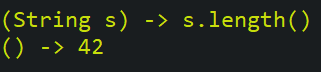 (String s) -> s.length()
() -> 42